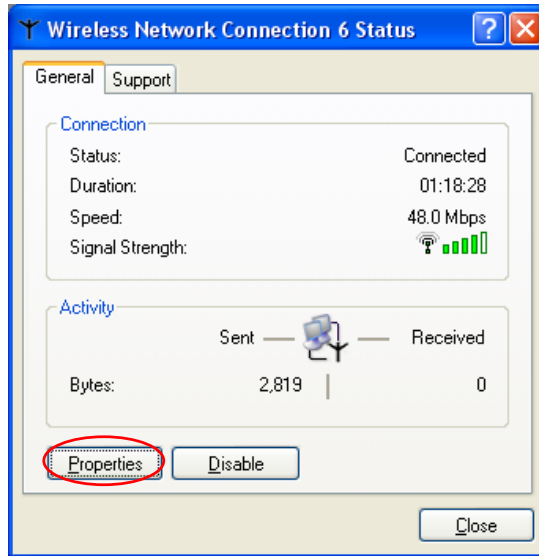 Wireless Network Connection 6 Status
General Support
Connection
Status: Connected
Duration: 01:18:28
Speed: 48.0 Mbps
Signal Strength:
Activity
Sent Received
Bytes: 2,819 0
Properties Disable
Close